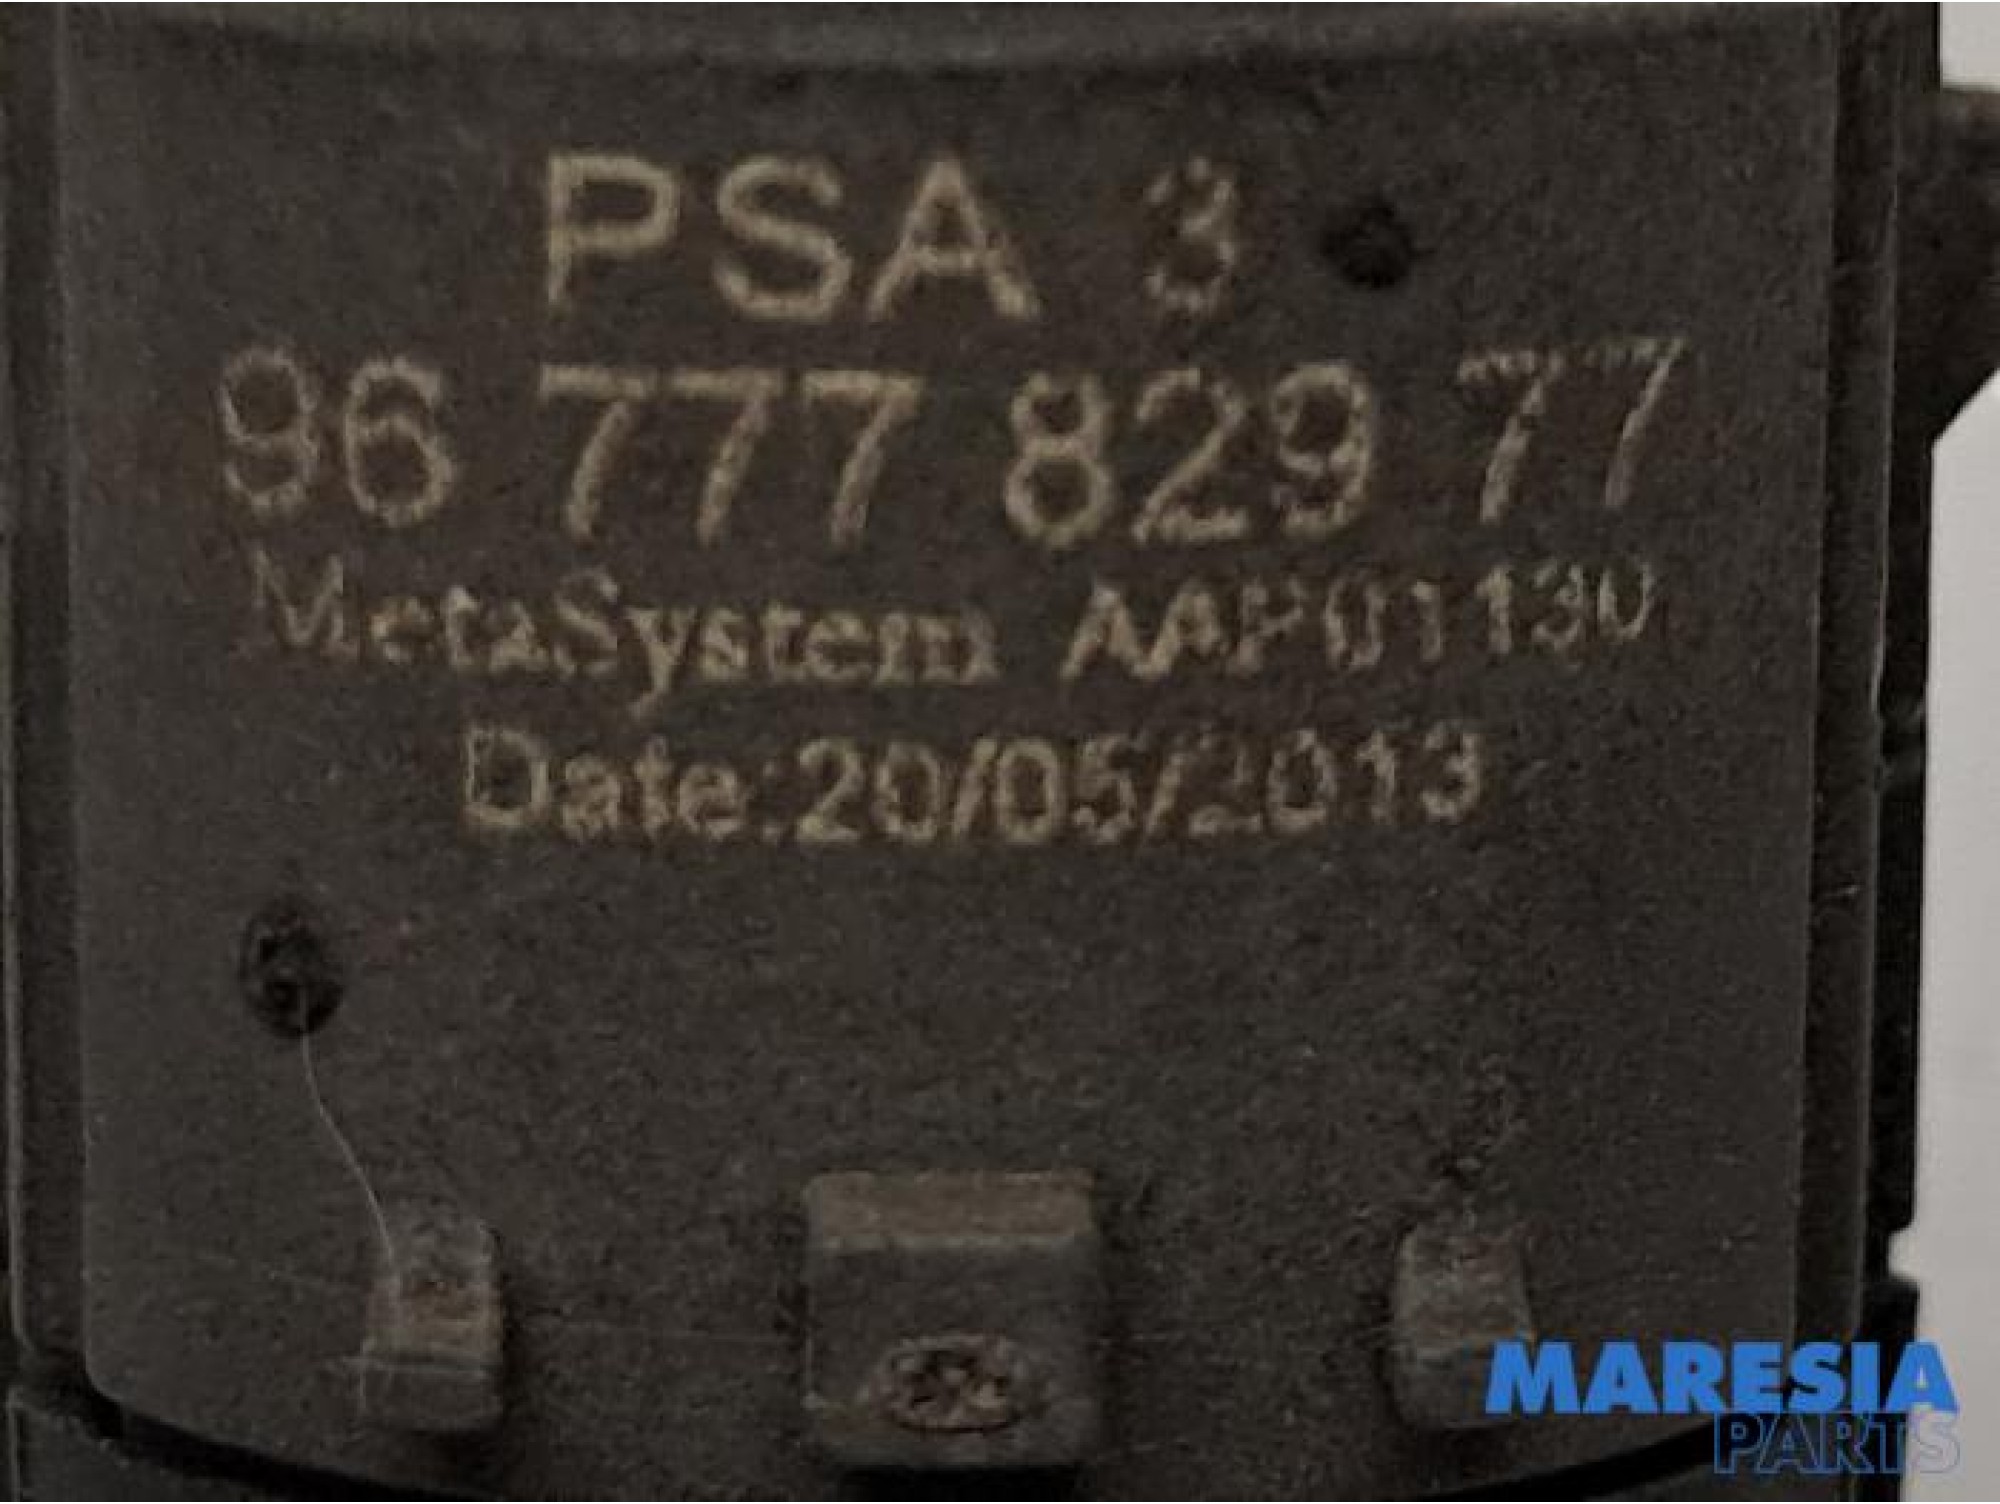 PSA 3
96 777 829 77
MetaSystem AAP01130
Date:20/05/2013
MARESIA
PARTS